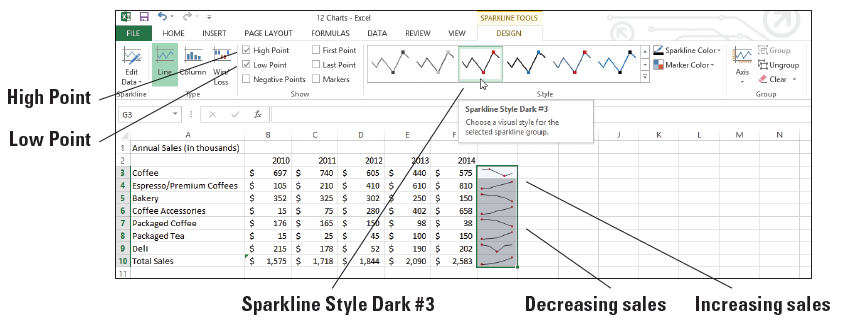 12 Charts - Excel
SPARKLINE TOOLS
FILE HOME INSERT PAGE LAYOUT FORMULAS DATA REVIEW VIEW DESIGN
High Point First Point Sparkline Color Group
Low Point Last Point Marker Color Ungroup
Edit Data Line Column Win/Loss Negative Points Markers Axis Clear
Sparkline Type Show Style Group
High Point
Low Point
G3
fx
Sparkline Style Dark #3
Choose a visual style for the
selected sparkline group.
A B C D E F J K L M N
1 Annual Sales (in thousands)
2 2010 2011 2012 2013 2014
3 Coffee $ 697 $ 740 $ 605 $ 440 $ 575
4 Espresso/Premium Coffees $ 105 $ 210 $ 410 $ 610 $ 810
5 Bakery $ 352 $ 325 $ 302 $ 250 $ 150
6 Coffee Accessories $ 15 $ 75 $ 280 $ 402 $ 658
7 Packaged Coffee $ 176 $ 165 $ 150 $ 98 $ 38
8 Packaged Tea $ 15 $ 25 $ 45 $ 100 $ 150
9 Deli $ 215 $ 178 $ 52 $ 190 $ 202
10 Total Sales $ 1,575 $ 1,718 $ 1,844 $ 2,090 $ 2,583
11
Sparkline Style Dark #3 Decreasing sales Increasing sales